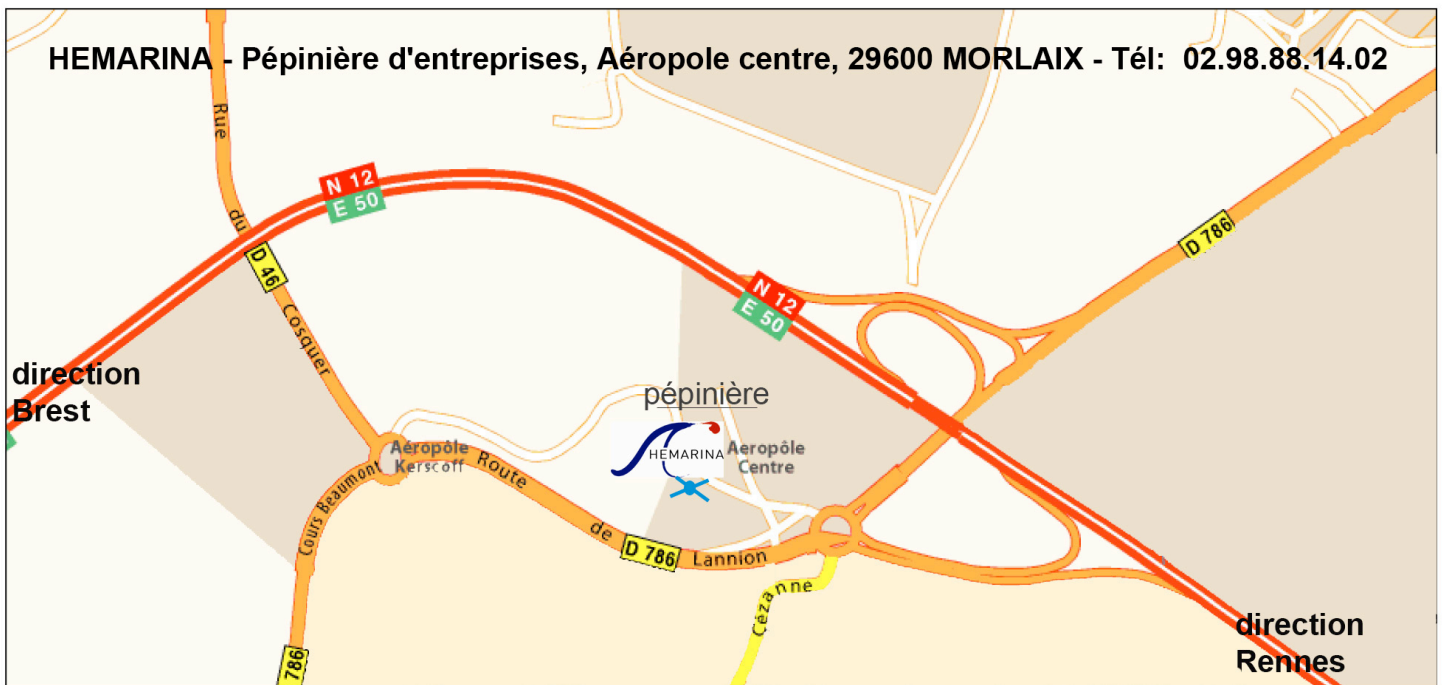 HEMARINA - Pépinière d'entreprises, Aéropole centre, 29600 MORLAIX - Tél: 02.98.88.14.02
Rue du Cosquer
N 12
E 50
D 46
D 786
N 12
E 50
direction
Brest
pépinière
HEMARINA
Aeropôle
Centre
Aéropôle
Kerscoff
Cours Beaumont
Route de Lannion
D 786
Cézanne
786
direction
Rennes